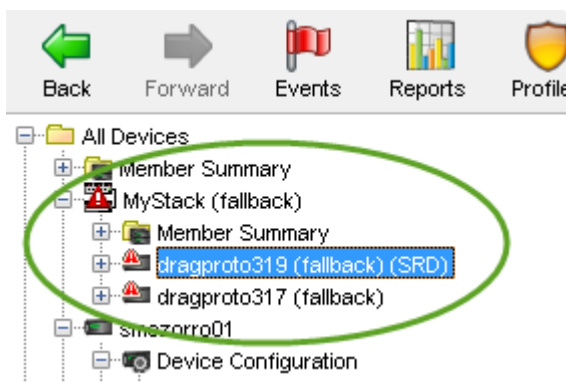 Back Forward Events Reports Profile
All Devices
Member Summary
MyStack (fallback)
Member Summary
dragproto319 (fallback) (SRD)
dragproto317 (fallback)
smezorro01
Device Configuration